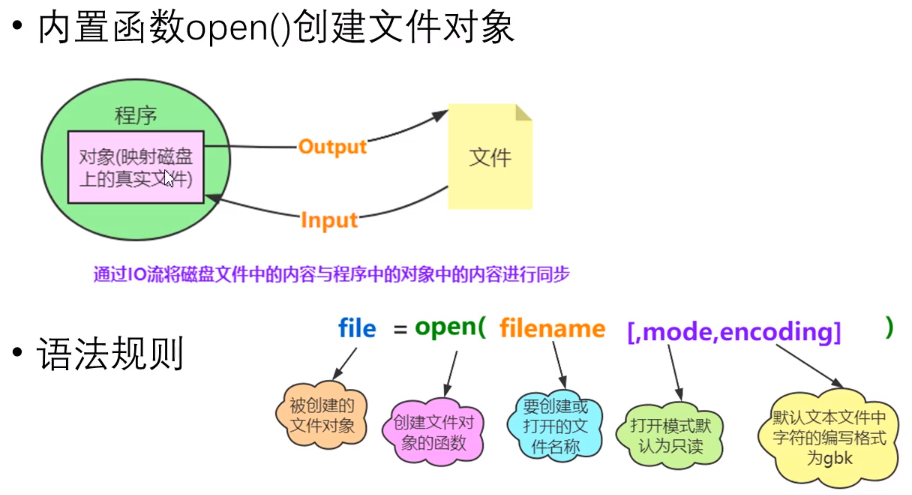 • 内置函数open()创建文件对象
程序
对象(映射磁盘
上的真实文件)
Output
文件
Input
通过IO流将磁盘文件中的内容与程序中的对象中的内容进行同步
• 语法规则
file = open( filename [,mode,encoding] )
被创建的
文件对象
创建文件对
象的函数
要创建或
打开的文
件名称
打开模式默
认为只读
默认文本文件中
字符的编写格式
为gbk